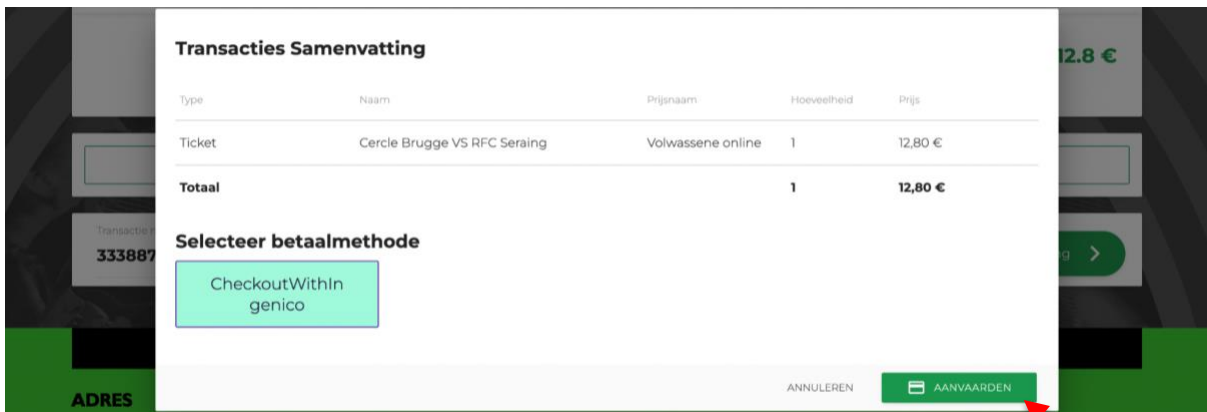 Transacties Samenvatting
12.8 €
Type Naam Prijsnaam Hoeveelheid Prijs
Ticket Cercle Brugge VS RFC Seraing Volwassene online 1 12,80 €
Totaal 1 12,80 €
Transactie
333887
Selecteer betaalmethode
CheckoutWithIn
genico
ANNULEREN AANVAARDEN
ADRES